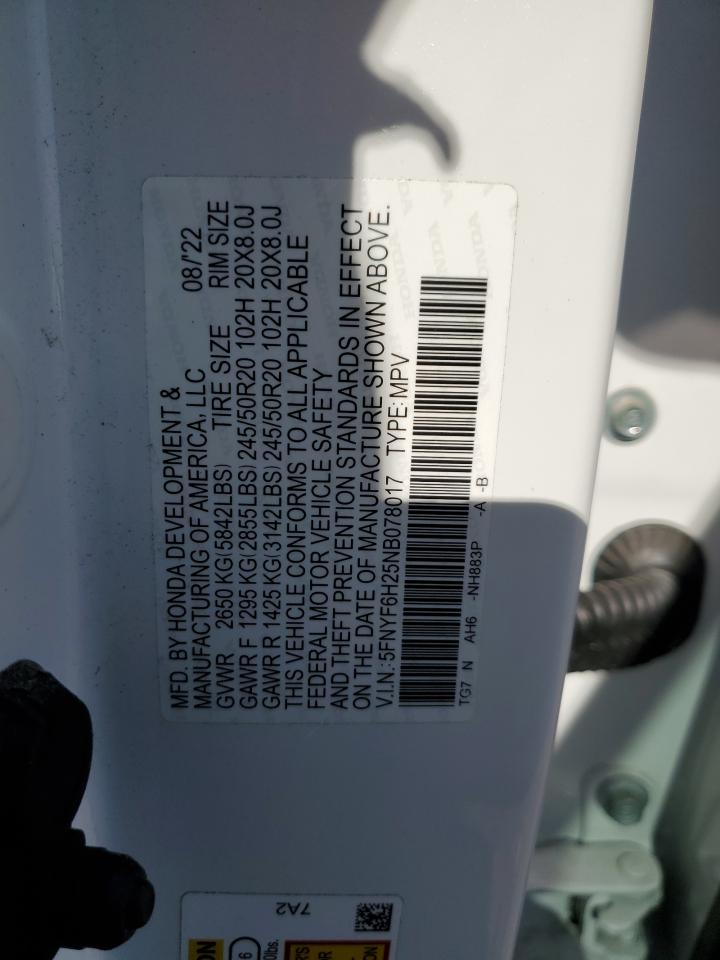 MFD. BY HONDA DEVELOPMENT &
MANUFACTURING OF AMERICA, LLC 08/'22
GVWR 2650 KG(5842LBS) TIRE SIZE RIM SIZE
GAWR F 1295 KG(2855LBS) 245/50R20 102H 20X8.0J
GAWR R 1425 KG(3142LBS) 245/50R20 102H 20X8.0J
THIS VEHICLE CONFORMS TO ALL APPLICABLE
FEDERAL MOTOR VEHICLE SAFETY
AND THEFT PREVENTION STANDARDS IN EFFECT
ON THE DATE OF MANUFACTURE SHOWN ABOVE.
V.I.N.: 5FNYF6H25NB078017 TYPE: MPV
TG7 N AH6 -NH883P -A -B
7A2
6